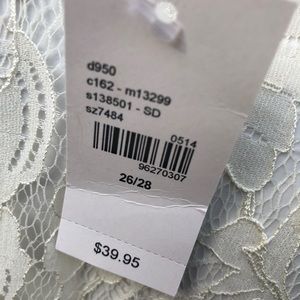 d950
c162 - m13299
s138501 - SD
sz7484
0514
96270307
26/28
$39.95